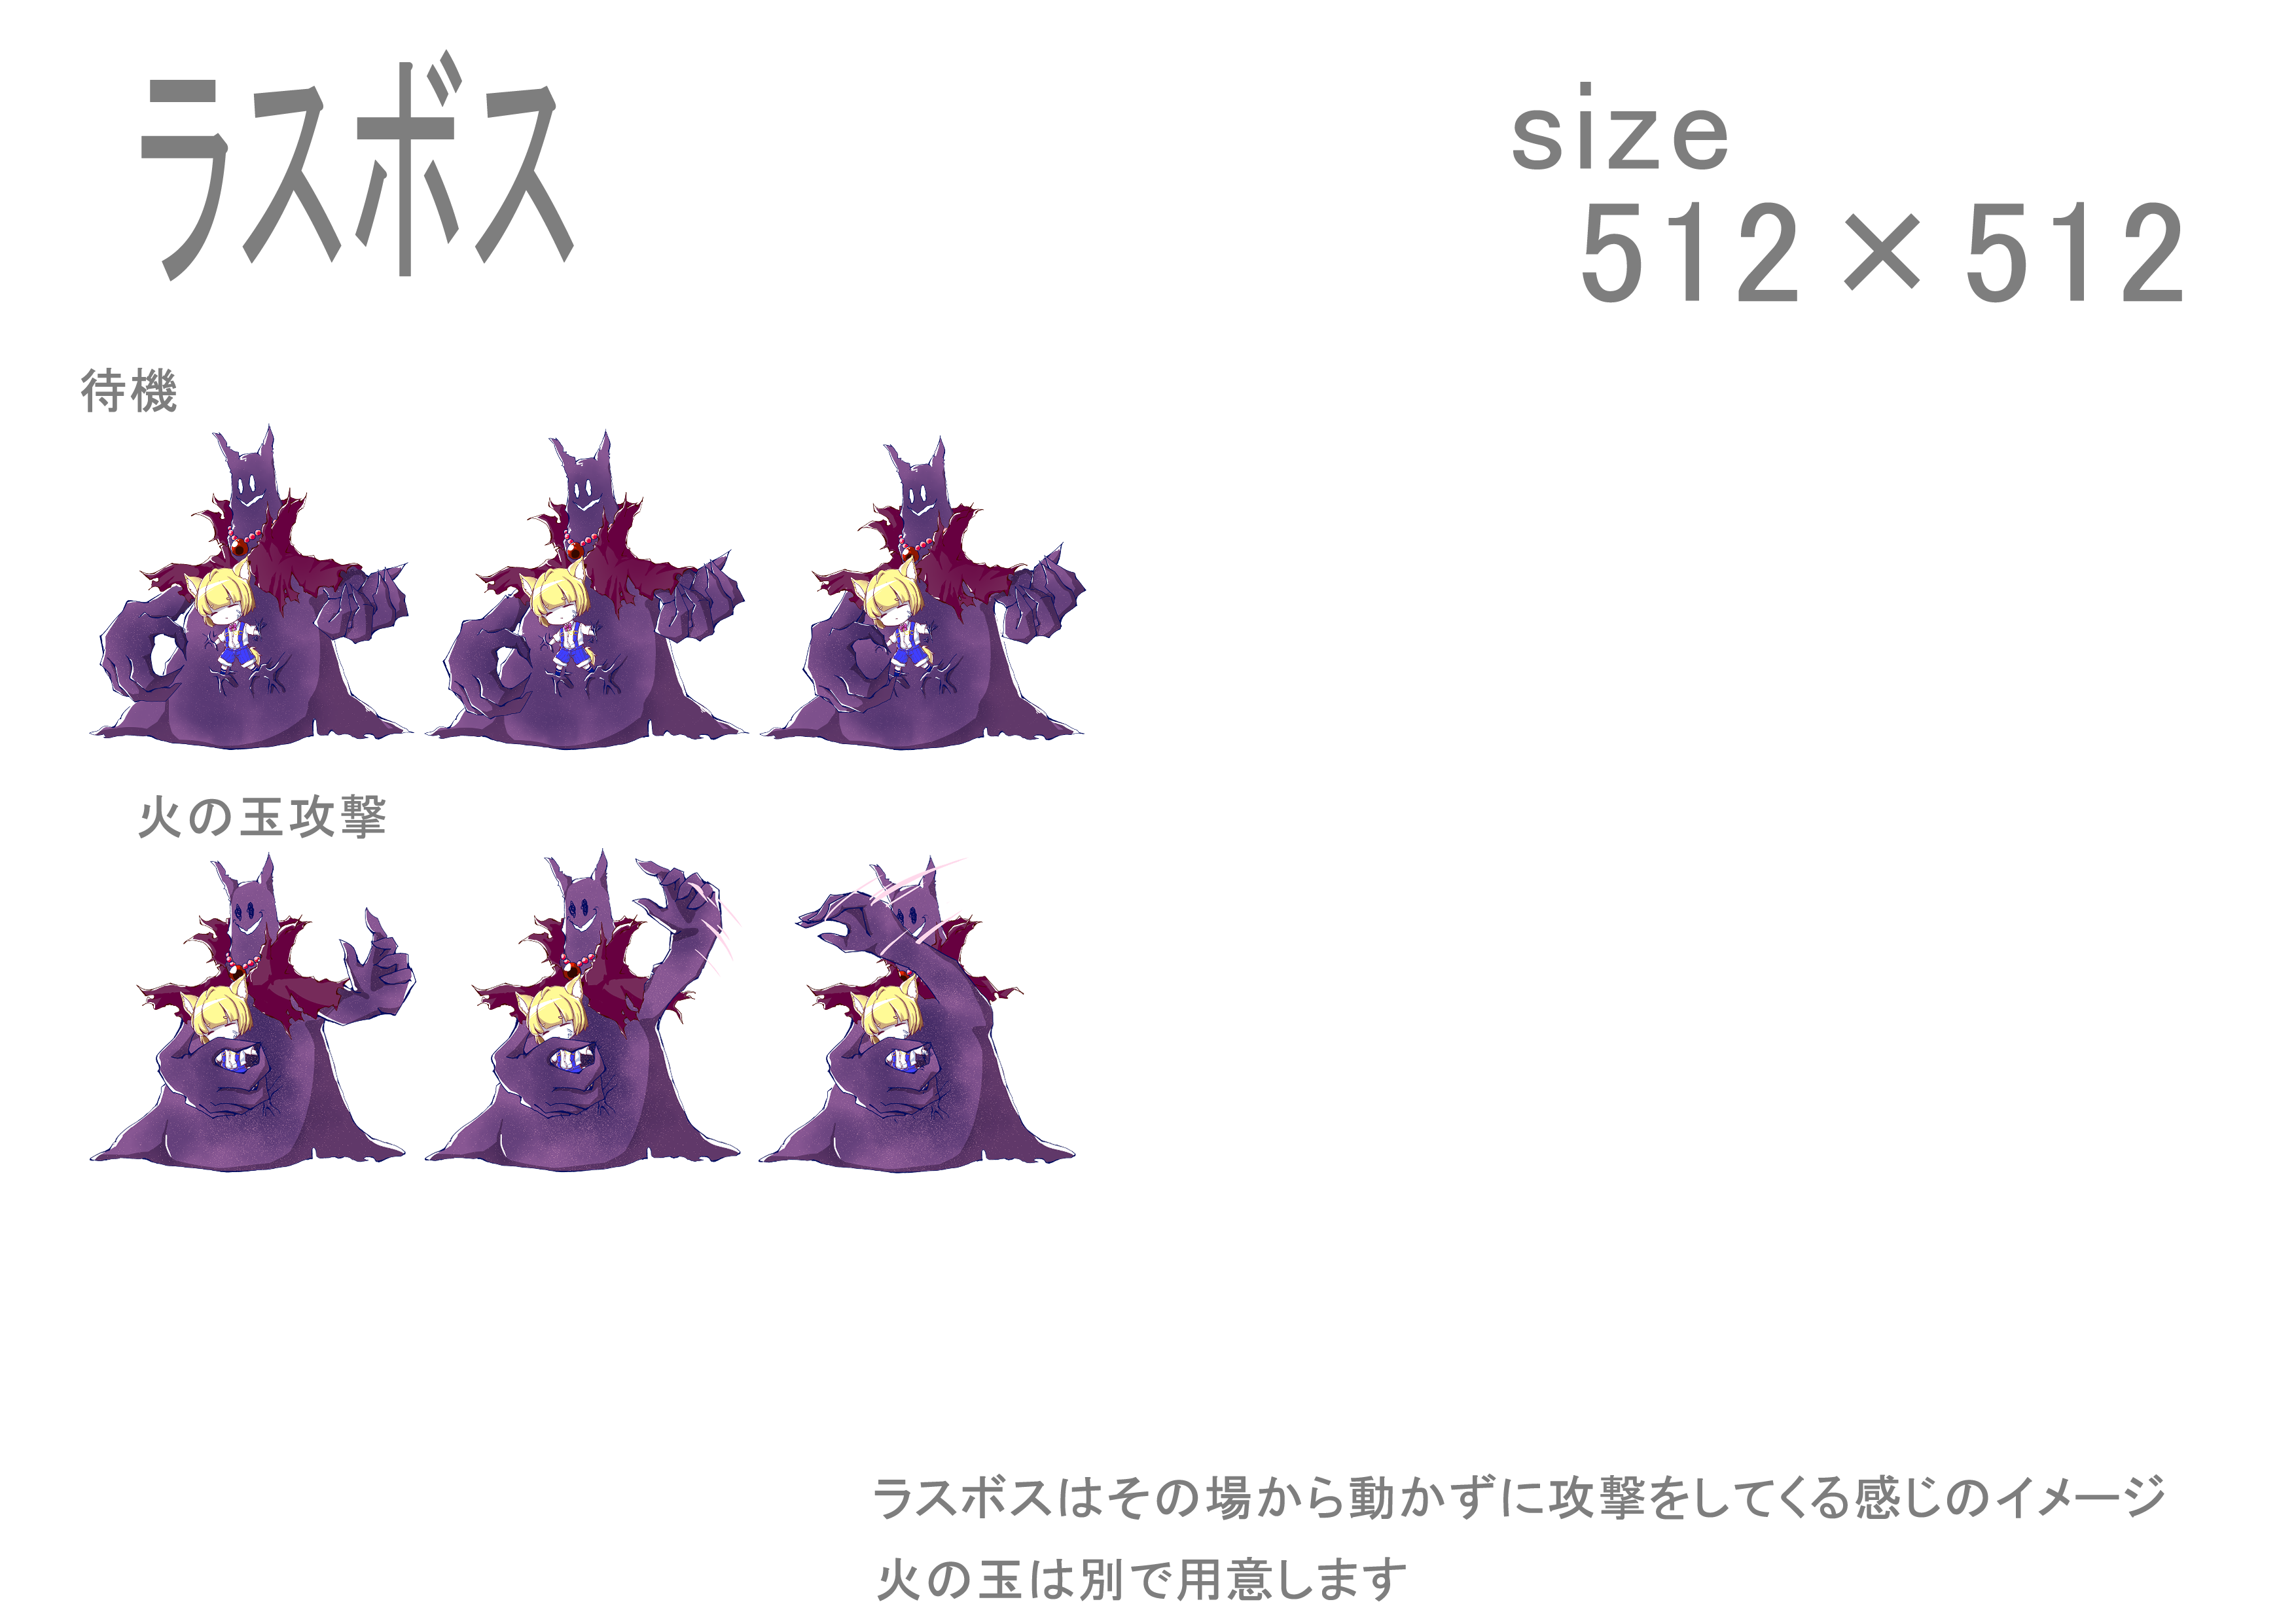 ラスボス
size
512×512
待機
火の玉攻撃
ラスボスはその場から動かずに攻撃をしてくる感じのイメージ
火の玉は別で用意します